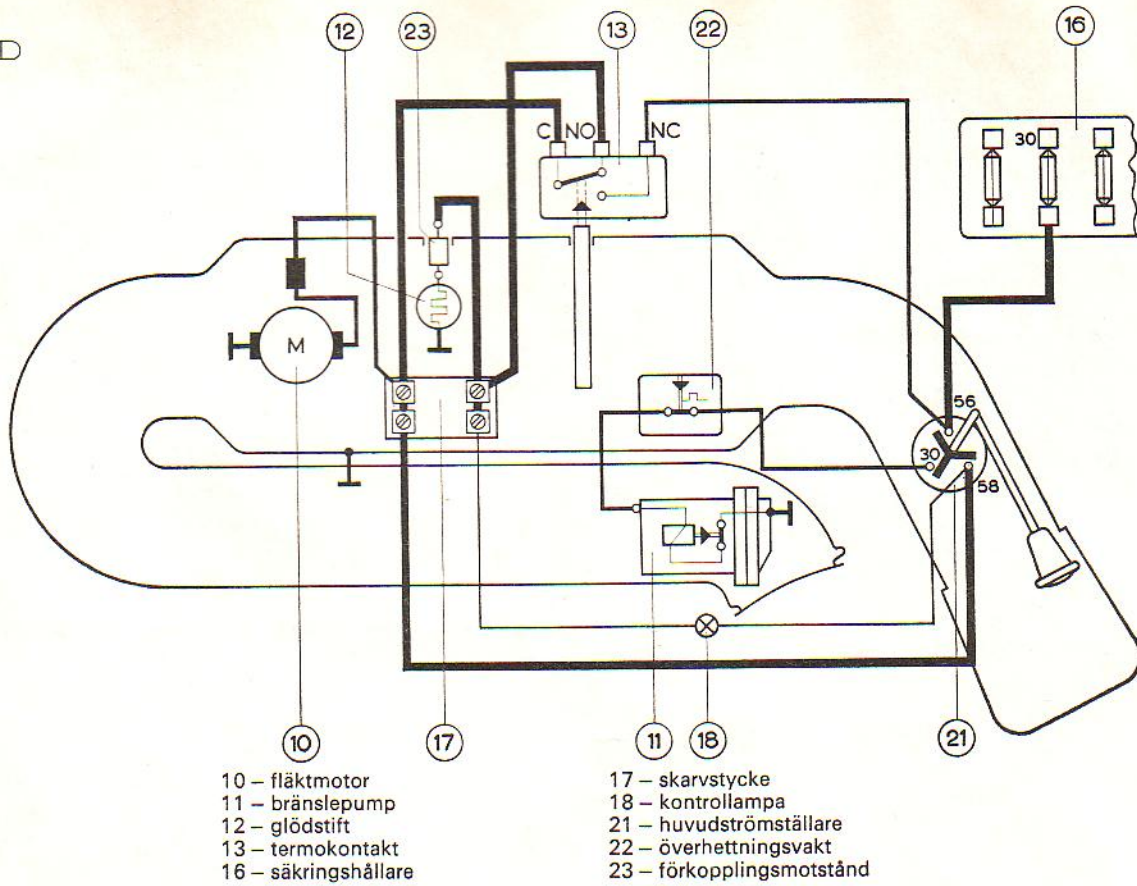 D
12 23 13 22 16
C NO NC
30
M
56
30
58
10 17 11 18 21
10 – fläktmotor
11 – bränslepump
12 – glödstift
13 – termokontakt
16 – säkringshållare
17 – skarvstycke
18 – kontrollampa
21 – huvudströmställare
22 – överhettningsvakt
23 – förkopplingsmotstånd